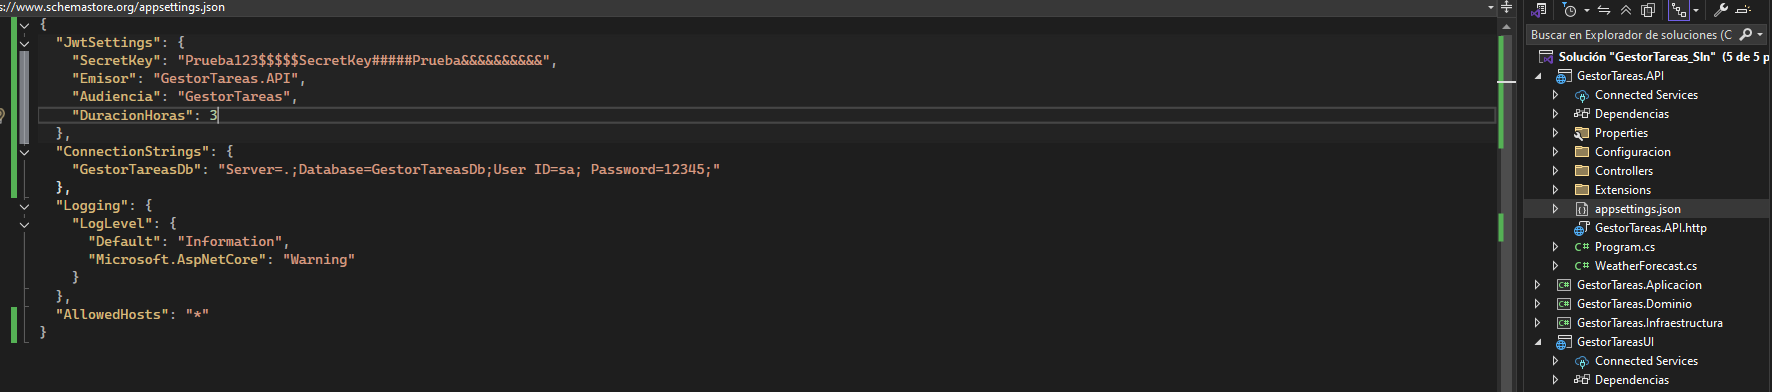 s://www.schemastore.org/appsettings.json
{
"JwtSettings": {
"SecretKey": "Prueba123$$$$$SecretKey#####Prueba&&&&&&&&&&",
"Emisor": "GestorTareas.API",
"Audiencia": "GestorTareas",
"DuracionHoras": 3
},
"ConnectionStrings": {
"GestorTareasDb": "Server=.;Database=GestorTareasDb;User ID=sa; Password=12345;"
},
"Logging": {
"LogLevel": {
"Default": "Information",
"Microsoft.AspNetCore": "Warning"
}
},
"AllowedHosts": "*"
}
Buscar en Explorador de soluciones (C
Solución "GestorTareas_Sln" (5 de 5 p
GestorTareas.API
Connected Services
Dependencias
Properties
Configuracion
Controllers
Extensions
appsettings.json
GestorTareas.API.http
C# Program.cs
C# WeatherForecast.cs
C# GestorTareas.Aplicacion
C# GestorTareas.Dominio
C# GestorTareas.Infraestructura
GestorTareasUI
Connected Services
Dependencias